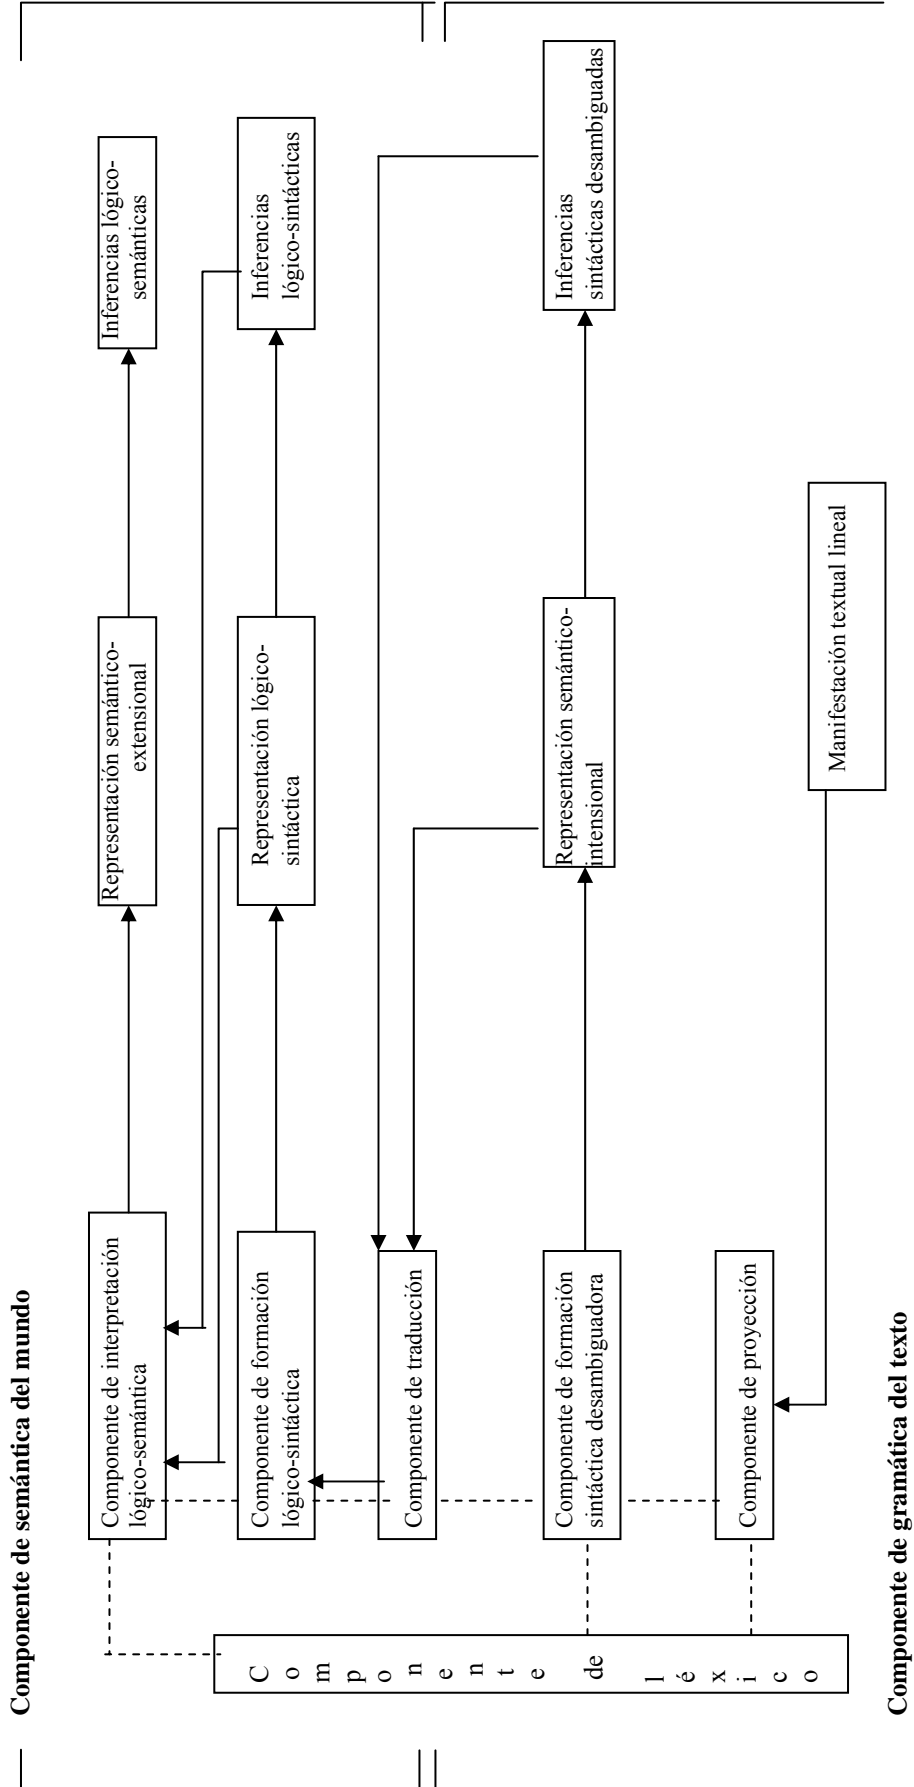 Componente de semántica del mundo
Componente de interpretación
lógico-semántica
Representación semántico-
extensional
Inferencias lógico-
semánticas
Componente de formación
lógico-sintáctica
Representación lógico-
sintáctica
Inferencias
lógico-sintácticas
Componente de traducción
Componente de formación
sintáctica desambiguadora
Representación semántico-
intensional
Inferencias
sintácticas desambiguadas
Componente de proyección
Manifestación textual lineal
C
o
m
p
o
n
e
n
t
e
de
l
é
x
i
c
o
Componente de gramática del texto